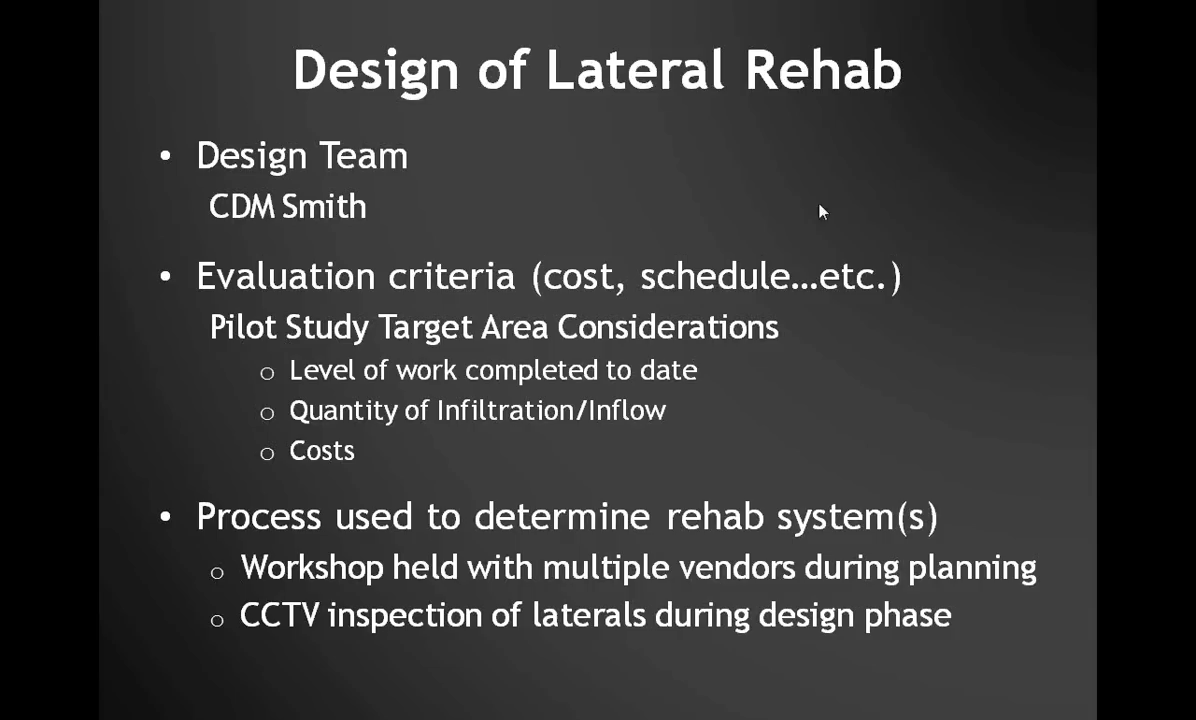 Design of Lateral Rehab
• Design Team
CDM Smith
• Evaluation criteria (cost, schedule…etc.)
Pilot Study Target Area Considerations
o Level of work completed to date
o Quantity of Infiltration/Inflow
o Costs
• Process used to determine rehab system(s)
o Workshop held with multiple vendors during planning
o CCTV inspection of laterals during design phase